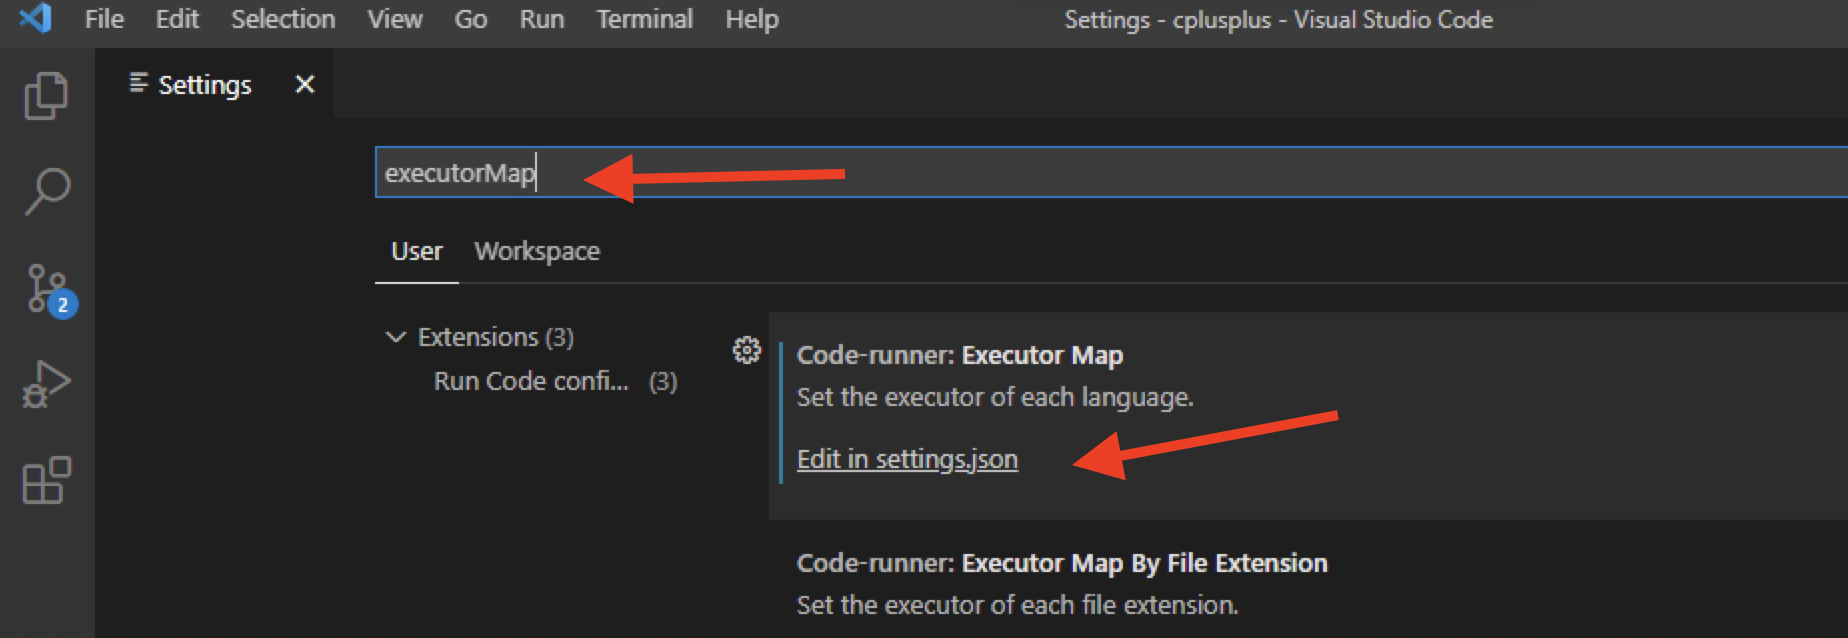 File Edit Selection View Go Run Terminal Help Settings - cplusplus - Visual Studio Code
Settings
executorMap
User Workspace
2
Extensions (3)
Run Code confi... (3)
Code-runner: Executor Map
Set the executor of each language.
Edit in settings.json
Code-runner: Executor Map By File Extension
Set the executor of each file extension.